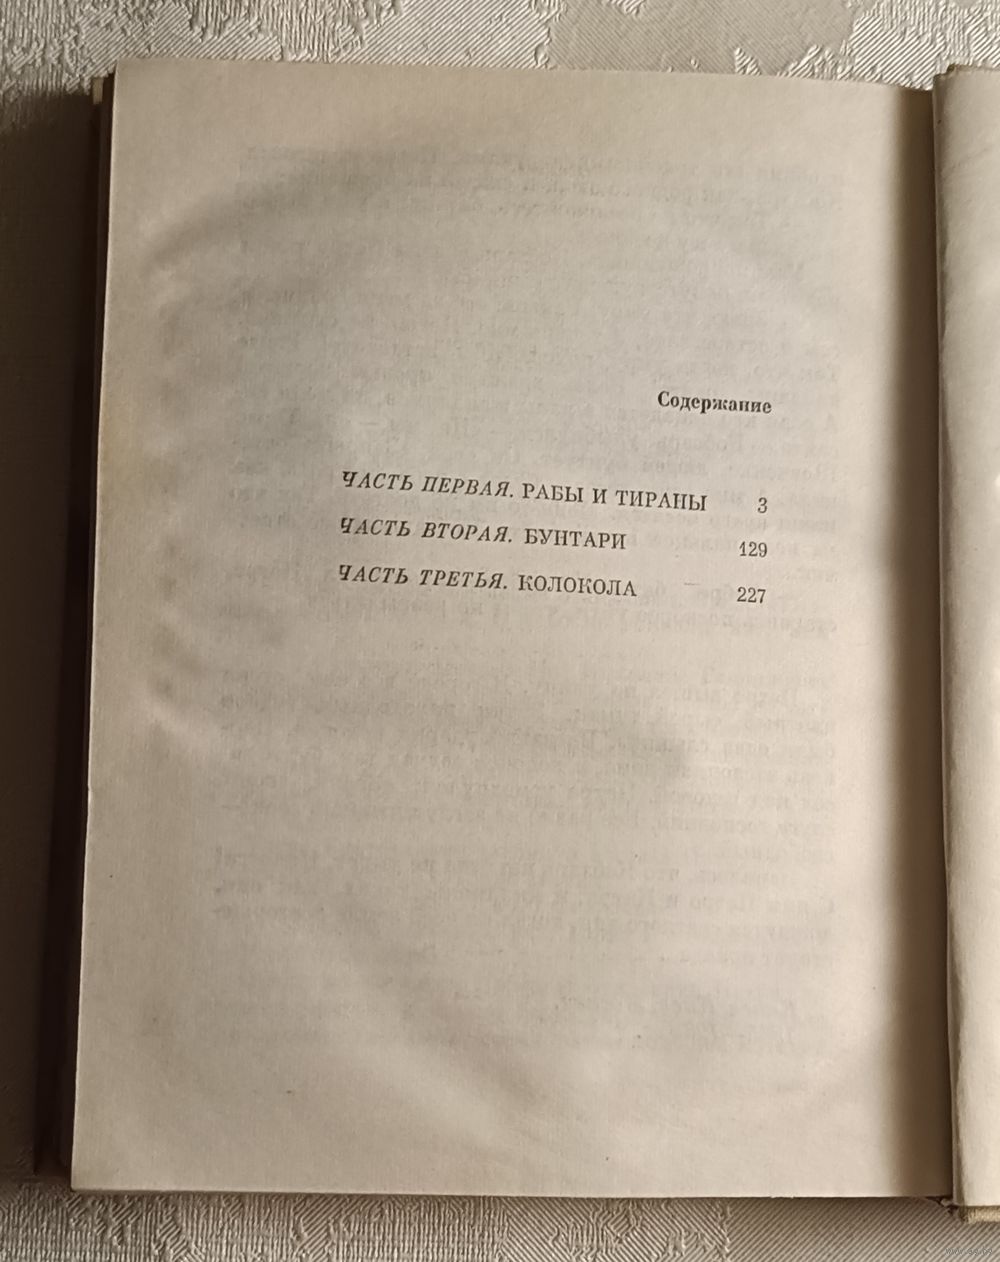 Содержание
ЧАСТЬ ПЕРВАЯ. РАБЫ И ТИРАНЫ 3
ЧАСТЬ ВТОРАЯ. БУНТАРИ 129
ЧАСТЬ ТРЕТЬЯ. КОЛОКОЛА 227